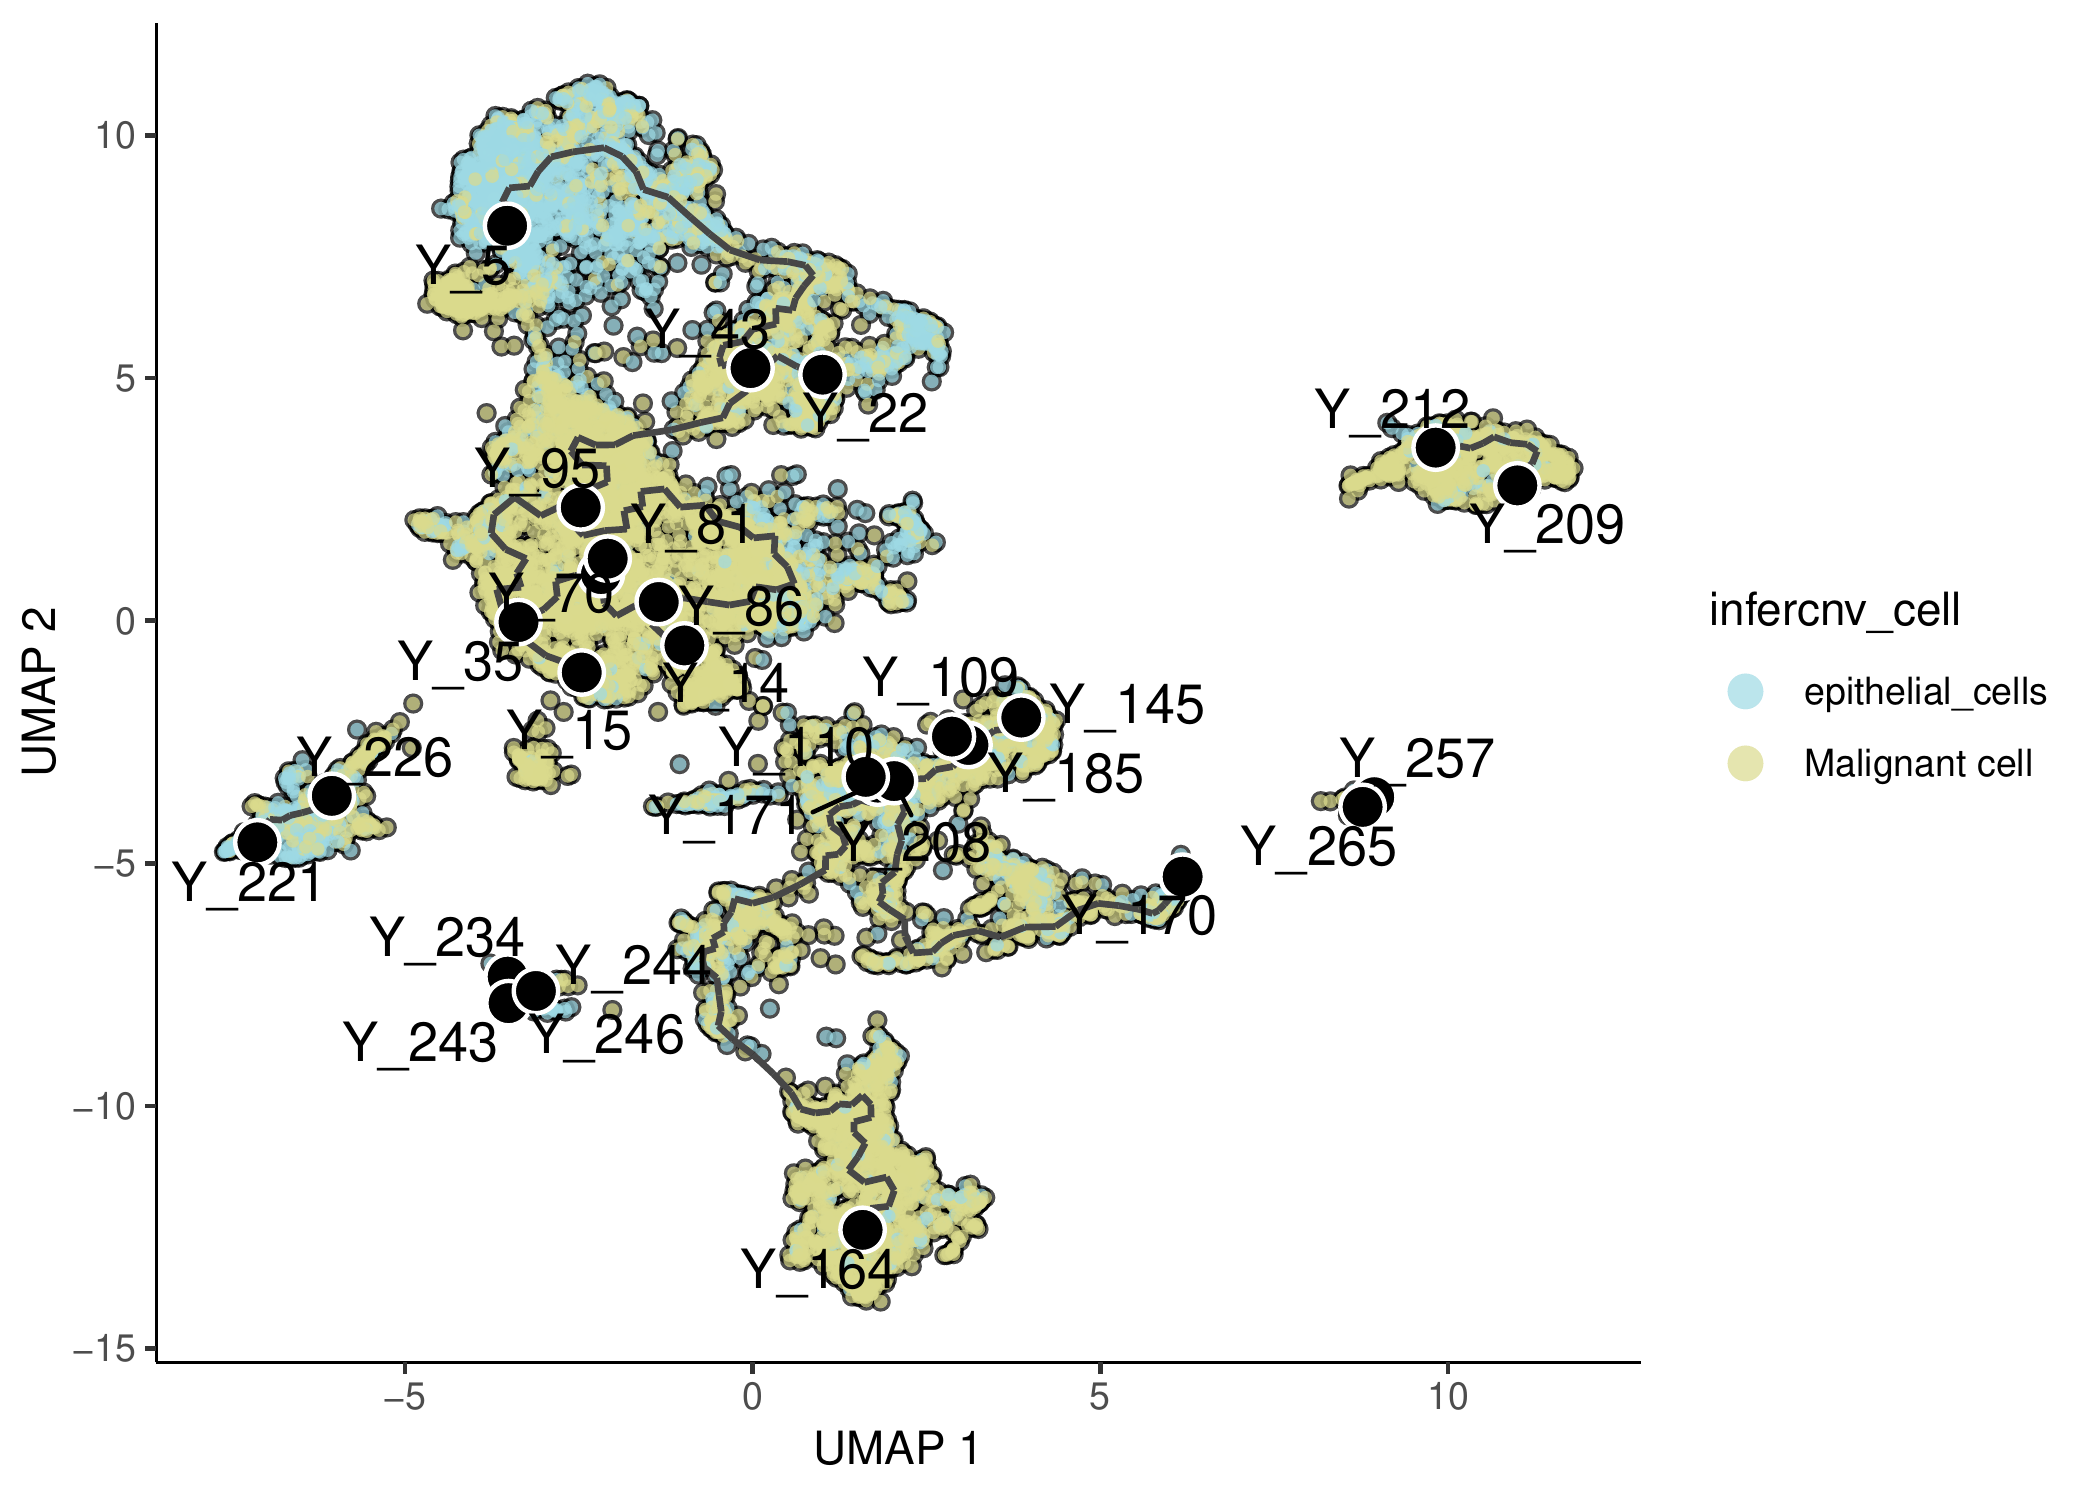 10
5
0
−5
−10
−15
−5
0
5
10
UMAP 1
UMAP 2
Y_5
Y_43
Y_22
Y_212
Y_209
Y_95
Y_81
Y_70
Y_86
Y_35
Y_14
Y_15
Y_109
Y_145
Y_110
Y_185
Y_171
Y_208
Y_226
Y_221
Y_257
Y_265
Y_170
Y_234
Y_244
Y_243
Y_246
Y_164
infercnv_cell
epithelial_cells
Malignant cell